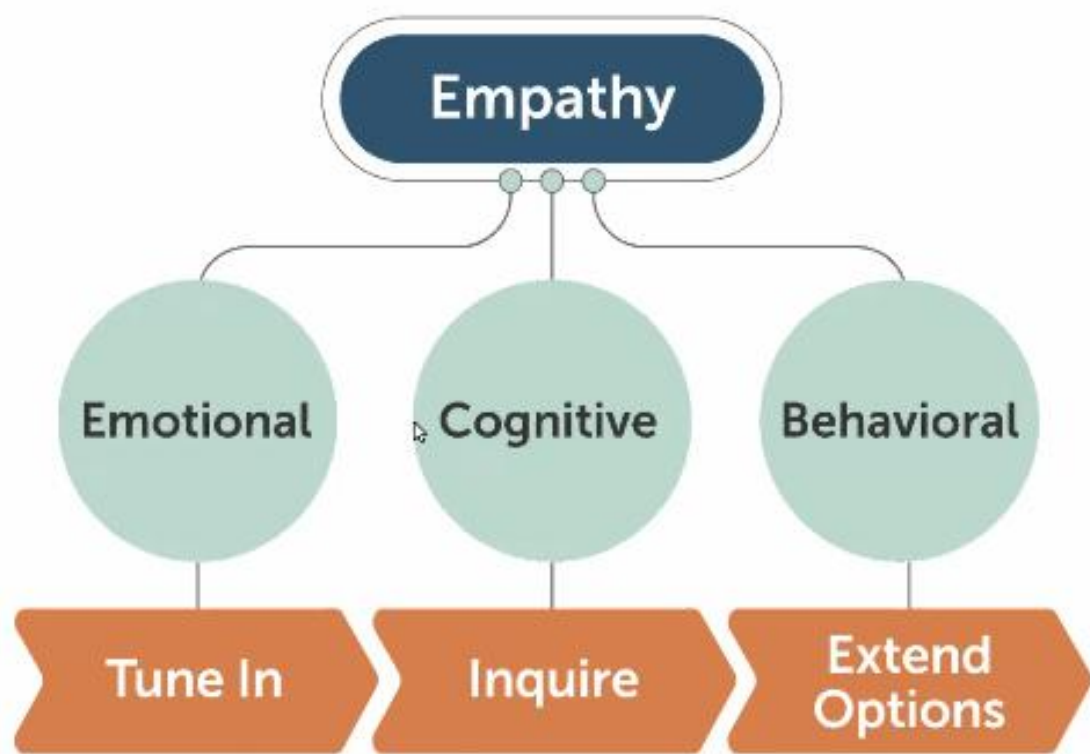 Empathy
Emotional
Cognitive
Behavioral
Tune In
Inquire
Extend
Options